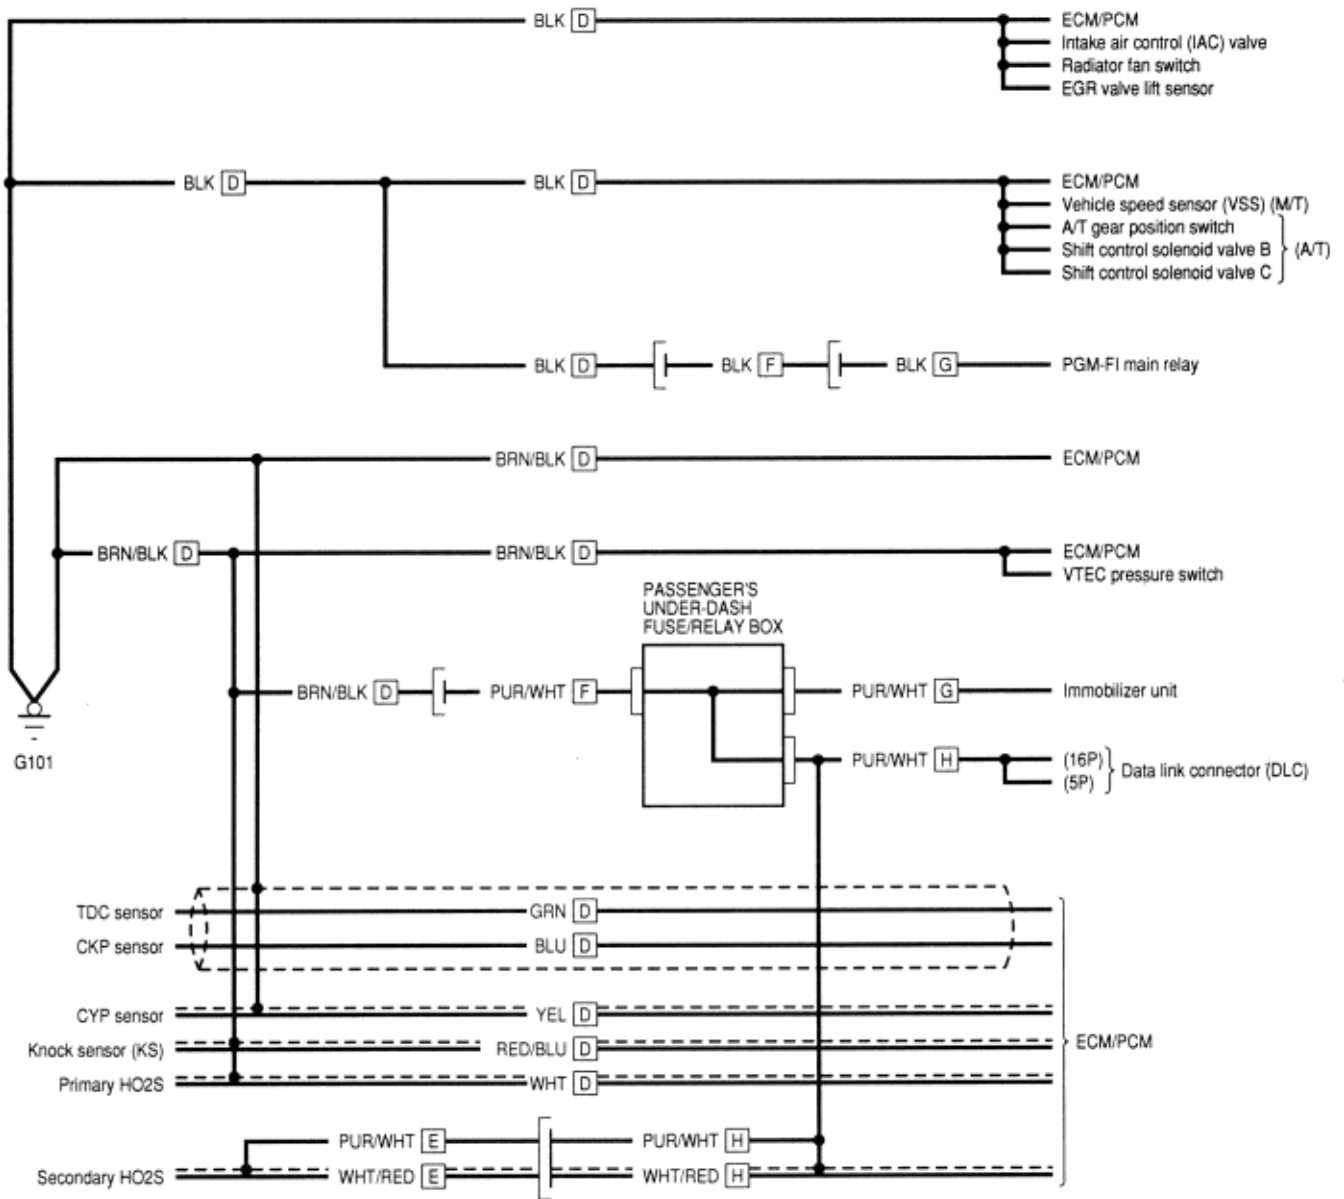 BLK D ECM/PCM
Intake air control (IAC) valve
Radiator fan switch
EGR valve lift sensor
BLK D BLK D ECM/PCM
Vehicle speed sensor (VSS) (M/T)
A/T gear position switch
Shift control solenoid valve B (A/T)
Shift control solenoid valve C
BLK D BLK F BLK G PGM-FI main relay
BRN/BLK D ECM/PCM
BRN/BLK D BRN/BLK D ECM/PCM
VTEC pressure switch
PASSENGER'S
UNDER-DASH
FUSE/RELAY BOX
BRN/BLK D PUR/WHT F PUR/WHT G Immobilizer unit
G101
PUR/WHT H (16P) Data link connector (DLC)
(5P)
TDC sensor GRN D
CKP sensor BLU D
CYP sensor YEL D
Knock sensor (KS) RED/BLU D ECM/PCM
Primary HO2S WHT D
PUR/WHT E PUR/WHT H
Secondary HO2S WHT/RED E WHT/RED H